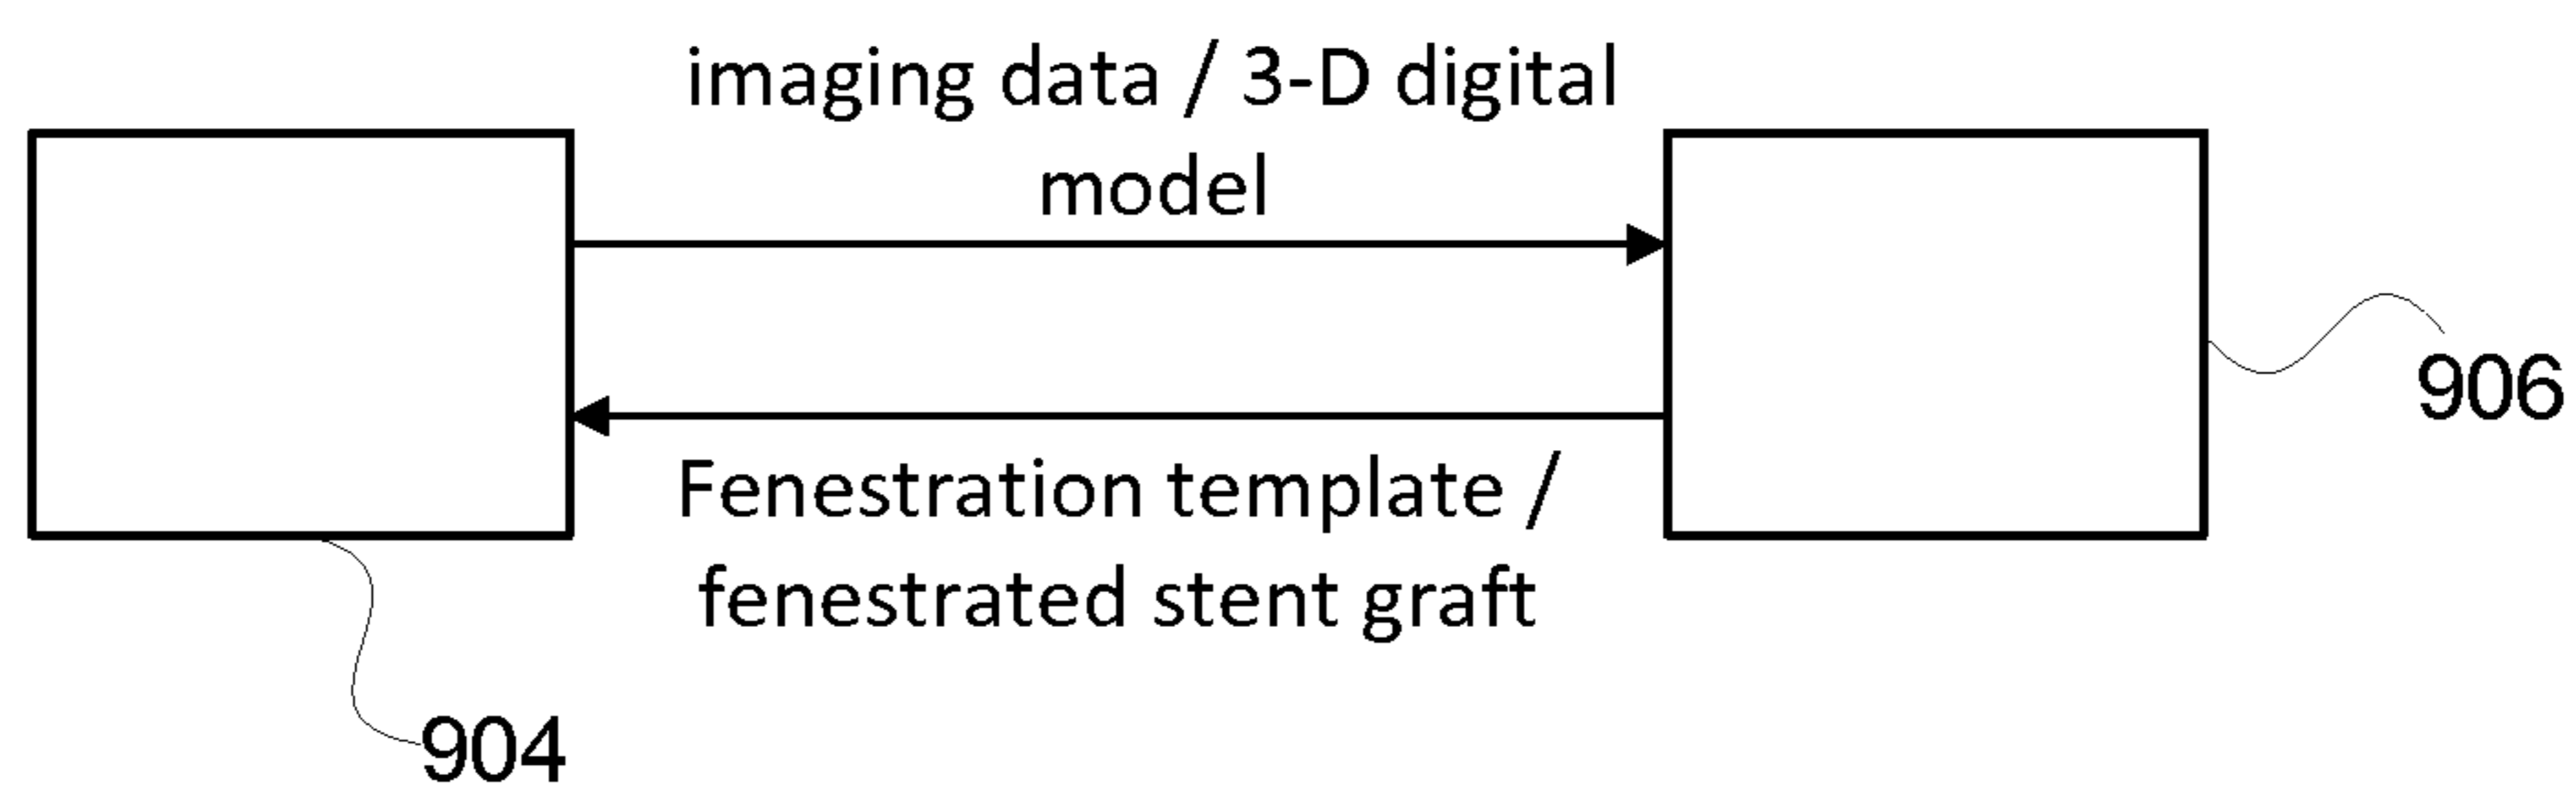 imaging data / 3-D digital
model
Fenestration template /
fenestrated stent graft
906
904